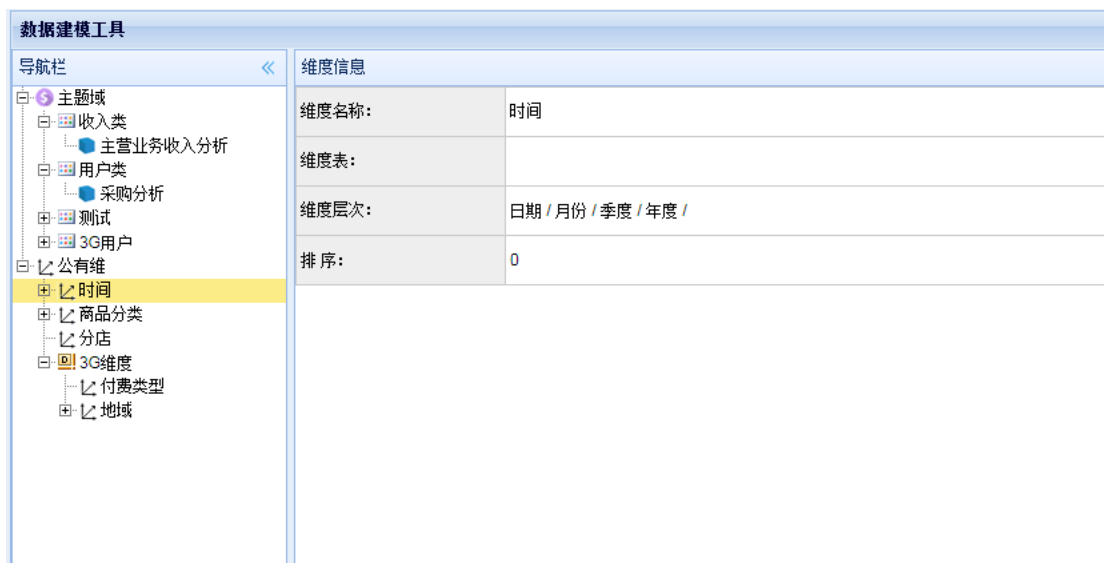 数据建模工具
导航栏
主题域
收入类
主营业务收入分析
用户类
采购分析
测试
3G用户
公有维
时间
商品分类
分店
3G维度
付费类型
地域
维度信息
维度名称： 时间
维度表：
维度层次： 日期 / 月份 / 季度 / 年度 /
排 序： 0